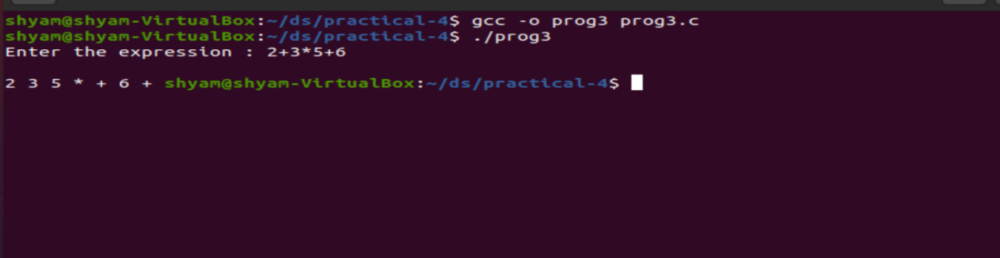 shyam@shyam-VirtualBox:~/ds/practical-4$ gcc -o prog3 prog3.c
shyam@shyam-VirtualBox:~/ds/practical-4$ ./prog3
Enter the expression : 2+3*5+6
2 3 5 * + 6 + shyam@shyam-VirtualBox:~/ds/practical-4$